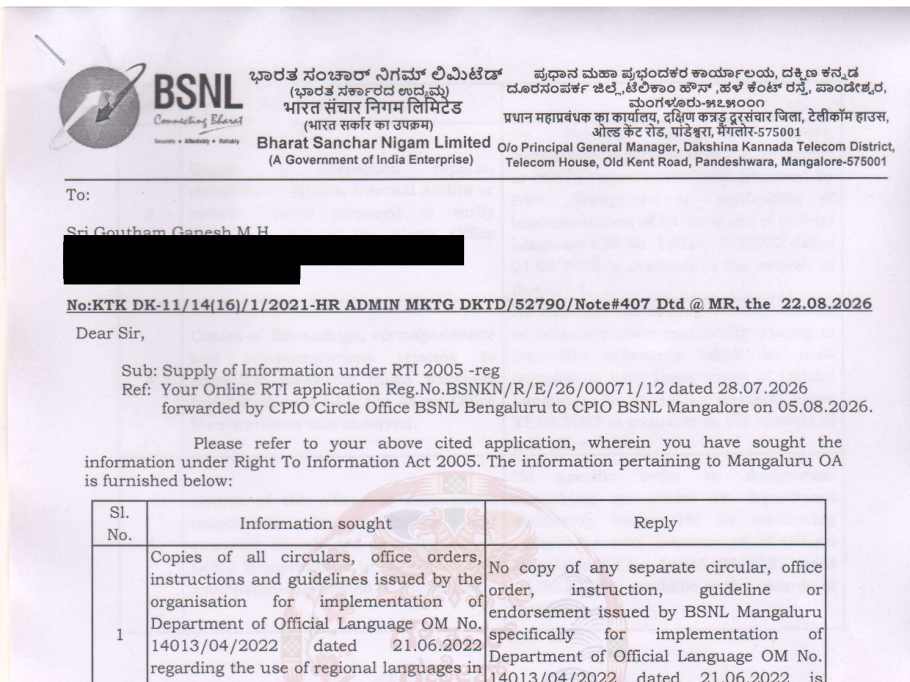 BSNL
Connecting Bharat
Securely Affordably Reliably
ಭಾರತ ಸಂಚಾರ್ ನಿಗಮ್ ಲಿಮಿಟೆಡ್
(ಭಾರತ ಸರ್ಕಾರದ ಉದ್ಯಮ)
भारत संचार निगम लिमिटेड
(भारत सर्कार का उपक्रम)
Bharat Sanchar Nigam Limited
(A Government of India Enterprise)
ಪ್ರಧಾನ ಮಹಾ ಪ್ರಭಂದಕರ ಕಾರ್ಯಾಲಯ, ದಕ್ಷಿಣ ಕನ್ನಡ
ದೂರಸಂಪರ್ಕ ಜಿಲ್ಲೆ,ಟೆಲಿಕಾಂ ಹೌಸ್ ,ಹಳೆ ಕೆಂಟ್ ರಸ್ತೆ, ಪಾಂಡೇಶ್ವರ,
ಮಂಗಳೂರು-೫೭೫೦೦೧
प्रधान महाप्रबंधक का कार्यालय, दक्षिण कन्नड़ दूरसंचार जिला, टेलीकॉम हाउस,
ओल्ड केंट रोड, पांडेश्वरा, मैंगलोर-575001
O/o Principal General Manager, Dakshina Kannada Telecom District,
Telecom House, Old Kent Road, Pandeshwara, Mangalore-575001
To:
Sri Goutham Ganesh M H
No:KTK DK-11/14(16)/1/2021-HR ADMIN MKTG DKTD/52790/Note#407 Dtd @ MR, the 22.08.2026
Dear Sir,
Sub: Supply of Information under RTI 2005 -reg
Ref: Your Online RTI application Reg.No.BSNKN/R/E/26/00071/12 dated 28.07.2026
forwarded by CPIO Circle Office BSNL Bengaluru to CPIO BSNL Mangalore on 05.08.2026.
Please refer to your above cited application, wherein you have sought the
information under Right To Information Act 2005. The information pertaining to Mangaluru OA
is furnished below:
Sl. No.
Information sought
Reply
1
Copies of all circulars, office orders,
instructions and guidelines issued by the
organisation for implementation of
Department of Official Language OM No.
14013/04/2022 dated 21.06.2022
regarding the use of regional languages in
No copy of any separate circular, office
order, instruction, guideline or
endorsement issued by BSNL Mangaluru
specifically for implementation of
Department of Official Language OM No.
14013/04/2022 dated 21.06.2022 is